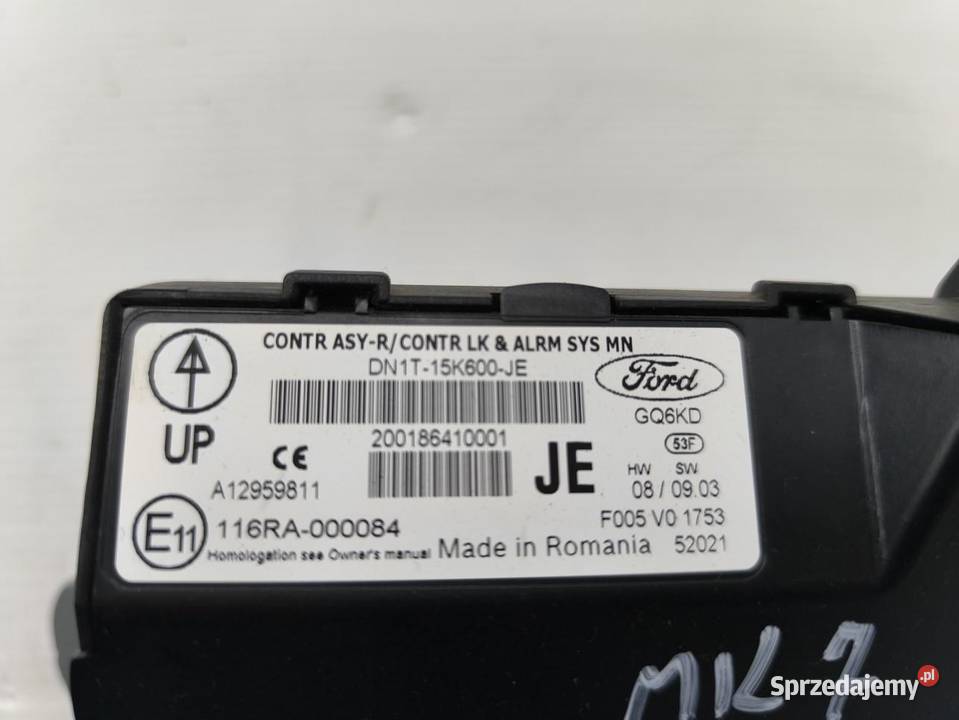 CONTR ASY-R/CONTR LK & ALRM SYS MN
DN1T-15K600-JE
Ford
UP
GQ6KD
200186410001
53F
CE
JE
HW SW
A12959811
08 / 09.03
E11
116RA-000084
F005 V0 1753
Homologation see Owner's manual
Made in Romania
52021
MK7
Sprzedajemy.pl